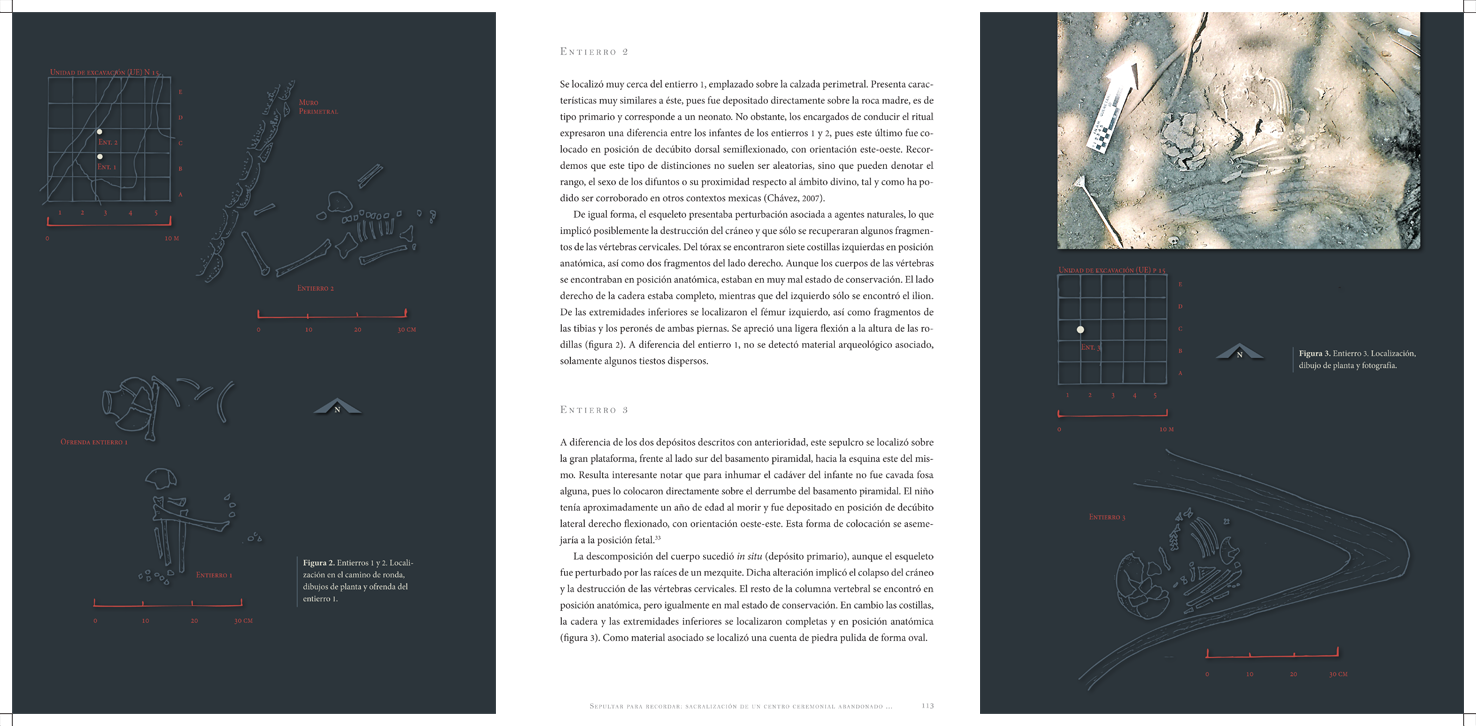 Unidad de excavación (UE) N 15
E
D
C
B
A
Ent. 2
Ent. 1
1 2 3 4 5
0 10 m
Muro
Perimetral
Entierro 2
0 10 20 30 cm
Ofrenda entierro 1
N
Entierro 1
0 10 20 30 cm
Figura 2. Entierros 1 y 2. Locali-
zación en el camino de ronda,
dibujos de planta y ofrenda del
entierro 1.
Entierro 2
Se localizó muy cerca del entierro 1, emplazado sobre la calzada perimetral. Presenta carac-
terísticas muy similares a éste, pues fue depositado directamente sobre la roca madre, es de
tipo primario y corresponde a un neonato. No obstante, los encargados de conducir el ritual
expresaron una diferencia entre los infantes de los entierros 1 y 2, pues este último fue co-
locado en posición de decúbito dorsal semiflexionado, con orientación este-oeste. Recor-
demos que este tipo de distinciones no suelen ser aleatorias, sino que pueden denotar el
rango, el sexo de los difuntos o su proximidad respecto al ámbito divino, tal y como ha po-
dido ser corroborado en otros contextos mexicas (Chávez, 2007).
De igual forma, el esqueleto presentaba perturbación asociada a agentes naturales, lo que
implicó posiblemente la destrucción del cráneo y que sólo se recuperaran algunos fragmen-
tos de las vértebras cervicales. Del tórax se encontraron siete costillas izquierdas en posición
anatómica, así como dos fragmentos del lado derecho. Aunque los cuerpos de las vértebras
se encontraban en posición anatómica, estaban en muy mal estado de conservación. El lado
derecho de la cadera estaba completo, mientras que del izquierdo sólo se encontró el ilion.
De las extremidades inferiores se localizaron el fémur izquierdo, así como fragmentos de
las tibias y los peronés de ambas piernas. Se apreció una ligera flexión a la altura de las ro-
dillas (figura 2). A diferencia del entierro 1, no se detectó material arqueológico asociado,
solamente algunos tiestos dispersos.
Entierro 3
A diferencia de los dos depósitos descritos con anterioridad, este sepulcro se localizó sobre
la gran plataforma, frente al lado sur del basamento piramidal, hacia la esquina este del mis-
mo. Resulta interesante notar que para inhumar el cadáver del infante no fue cavada fosa
alguna, pues lo colocaron directamente sobre el derrumbe del basamento piramidal. El niño
tenía aproximadamente un año de edad al morir y fue depositado en posición de decúbito
lateral derecho flexionado, con orientación oeste-este. Esta forma de colocación se aseme-
jaría a la posición fetal.33
La descomposición del cuerpo sucedió in situ (depósito primario), aunque el esqueleto
fue perturbado por las raíces de un mezquite. Dicha alteración implicó el colapso del cráneo
y la destrucción de las vértebras cervicales. El resto de la columna vertebral se encontró en
posición anatómica, pero igualmente en mal estado de conservación. En cambio las costillas,
la cadera y las extremidades inferiores se localizaron completas y en posición anatómica
(figura 3). Como material asociado se localizó una cuenta de piedra pulida de forma oval.
Sepultar para recordar: sacralización de un centro ceremonial abandonado ... 113
Unidad de excavación (UE) P 15
E
D
C
B
A
Ent. 3
1 2 3 4 5
0 10 m
N
Figura 3. Entierro 3. Localización,
dibujo de planta y fotografía.
Entierro 3
0 10 20 30 cm